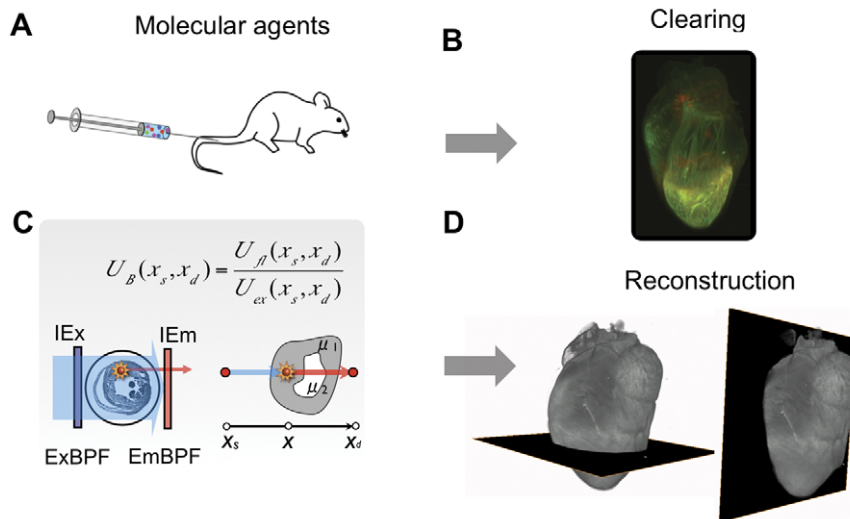 A
Molecular agents
B
Clearing
C
U_B(x_s, x_d) = U_fl(x_s, x_d) / U_ex(x_s, x_d)
IEx
IEm
μ1
μ2
ExBPF
EmBPF
x_s
x
x_d
D
Reconstruction